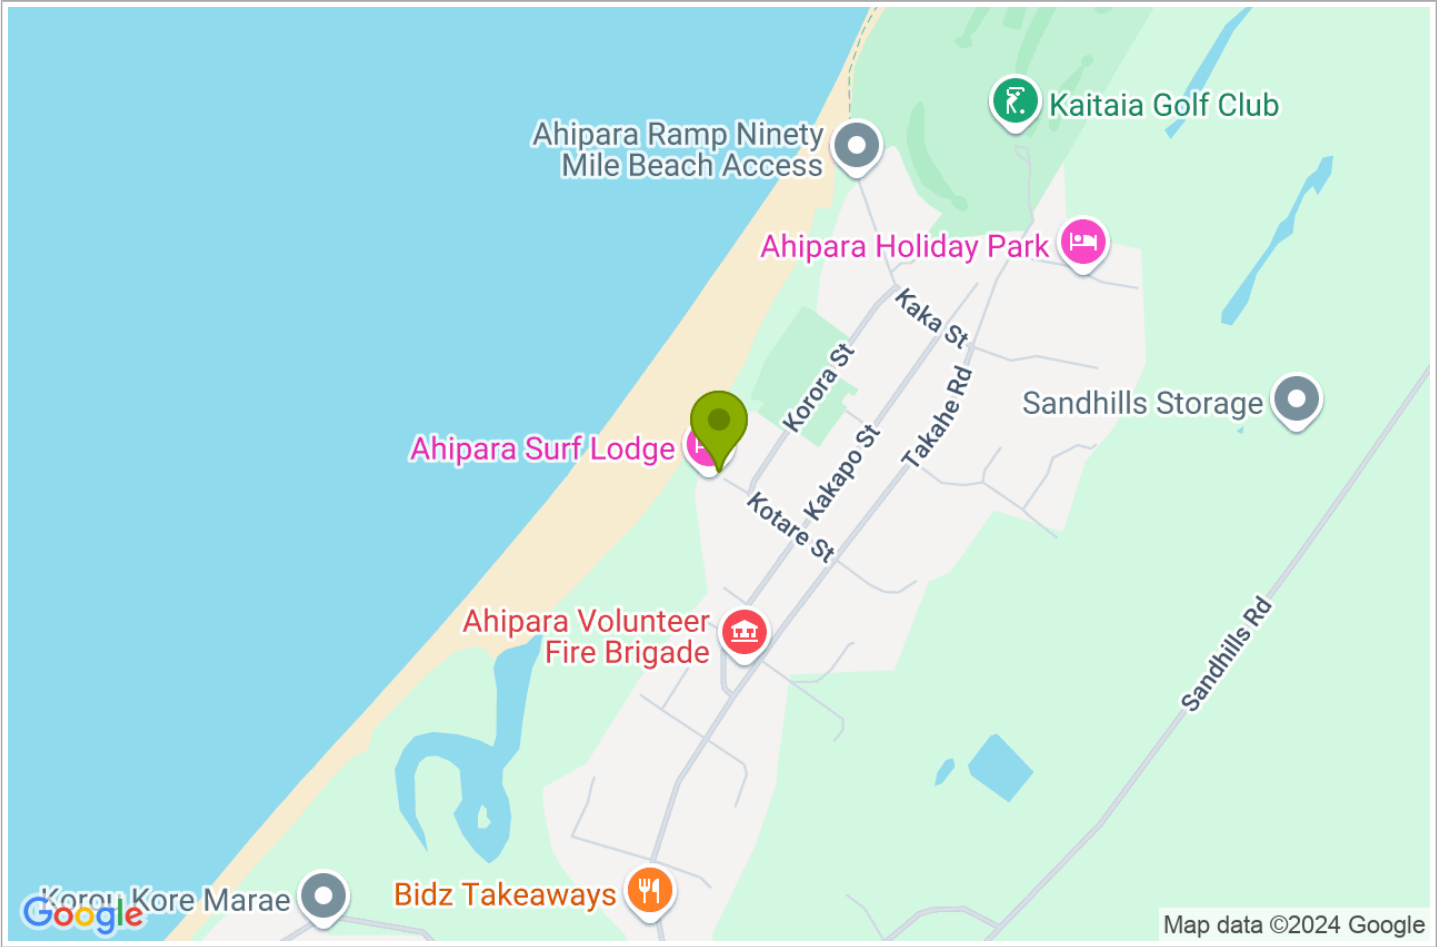 Kaitaia Golf Club
Ahipara Ramp Ninety
Mile Beach Access
Ahipara Holiday Park
Kaka St
Korora St
Takahe Rd
Sandhills Storage
Ahipara Surf Lodge
Kakapo St
Kotare St
Ahipara Volunteer
Fire Brigade
Sandhills Rd
Bidz Takeaways
Korou Kore Marae
Google
Map data ©2024 Google